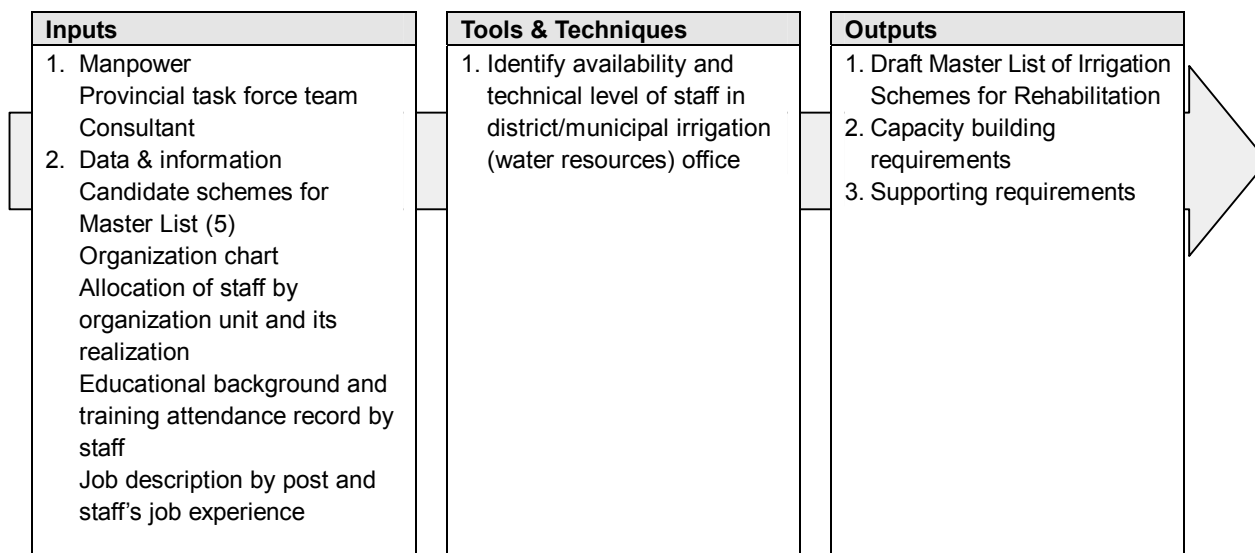 Inputs
1. Manpower
Provincial task force team
Consultant
2. Data & information
Candidate schemes for
Master List (5)
Organization chart
Allocation of staff by
organization unit and its
realization
Educational background and
training attendance record by
staff
Job description by post and
staff’s job experience
Tools & Techniques
1. Identify availability and
technical level of staff in
district/municipal irrigation
(water resources) office
Outputs
1. Draft Master List of Irrigation
Schemes for Rehabilitation
2. Capacity building
requirements
3. Supporting requirements